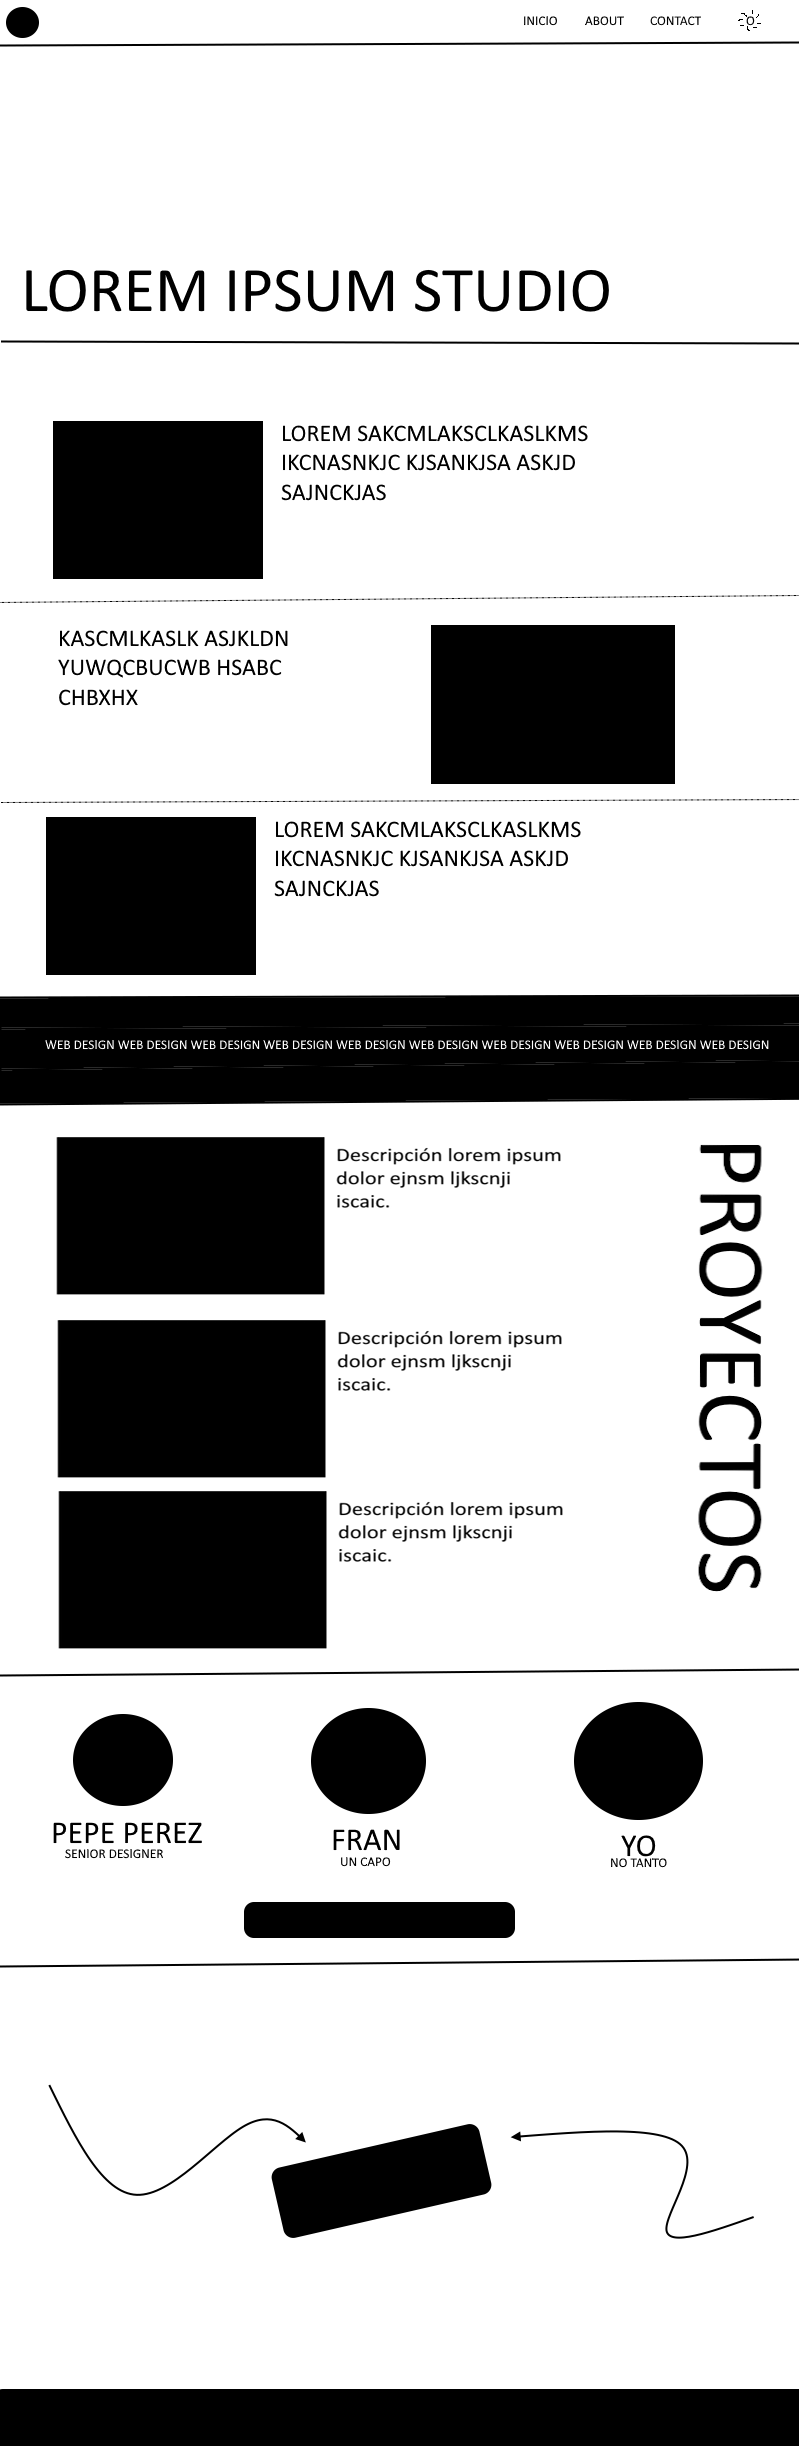 INICIO ABOUT CONTACT
LOREM IPSUM STUDIO
LOREM SAKCMLAKSCLKASLKMS
IKCNASNKJC KJSANKJSA ASKJD
SAJNCKJAS
KASCMLKASLK ASJKLDN
YUWQCBUCWB HSABC
CHBXHX
LOREM SAKCMLAKSCLKASLKMS
IKCNASNKJC KJSANKJSA ASKJD
SAJNCKJAS
WEB DESIGN WEB DESIGN WEB DESIGN WEB DESIGN WEB DESIGN WEB DESIGN WEB DESIGN WEB DESIGN WEB DESIGN WEB DESIGN
Descripción lorem ipsum
dolor ejnsm ljkscnji
iscaic.
Descripción lorem ipsum
dolor ejnsm ljkscnji
iscaic.
Descripción lorem ipsum
dolor ejnsm ljkscnji
iscaic.
PROYECTOS
PEPE PEREZ
SENIOR DESIGNER
FRAN
UN CAPO
YO
NO TANTO